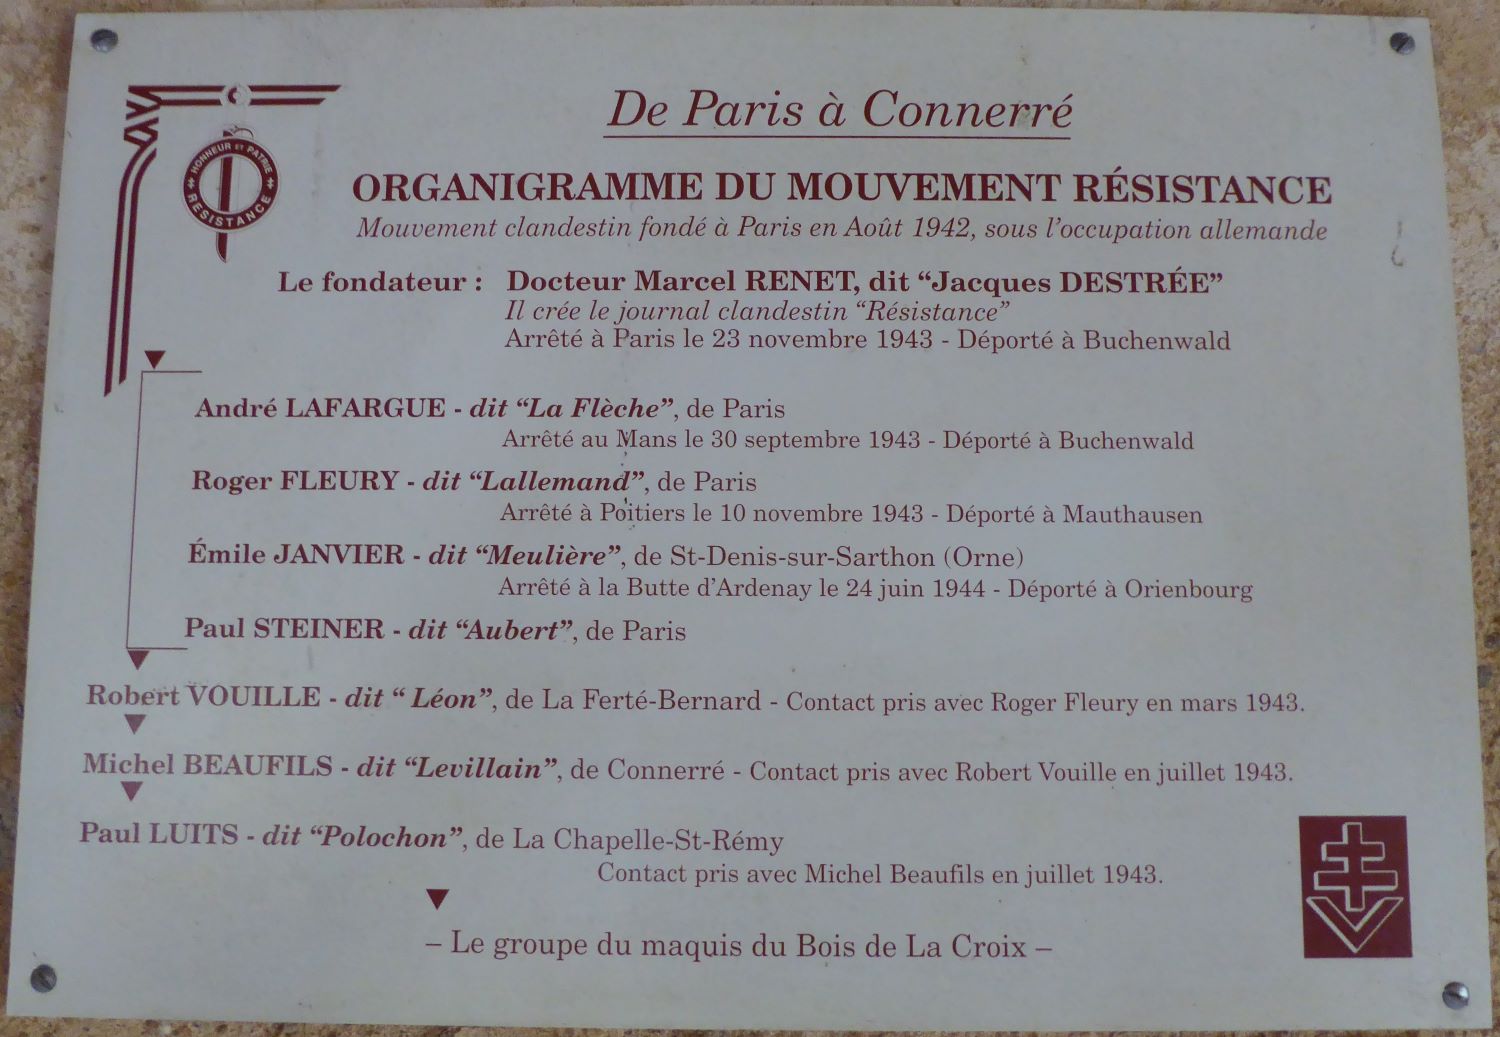 De Paris à Connerré
HONNEUR ET PATRIE
RESISTANCE
ORGANIGRAMME DU MOUVEMENT RÉSISTANCE
Mouvement clandestin fondé à Paris en Août 1942, sous l'occupation allemande
Le fondateur : Docteur Marcel RENET, dit “Jacques DESTRÉE”
Il crée le journal clandestin “Résistance”
Arrêté à Paris le 23 novembre 1943 - Déporté à Buchenwald
André LAFARGUE - dit “La Flèche”, de Paris
Arrêté au Mans le 30 septembre 1943 - Déporté à Buchenwald
Roger FLEURY - dit “Lallemand”, de Paris
Arrêté à Poitiers le 10 novembre 1943 - Déporté à Mauthausen
Émile JANVIER - dit “Meulière”, de St-Denis-sur-Sarthon (Orne)
Arrêté à la Butte d'Ardenay le 24 juin 1944 - Déporté à Orienbourg
Paul STEINER - dit “Aubert”, de Paris
Robert VOUILLE - dit “ Léon”, de La Ferté-Bernard - Contact pris avec Roger Fleury en mars 1943.
Michel BEAUFILS - dit “Levillain”, de Connerré - Contact pris avec Robert Vouille en juillet 1943.
Paul LUITS - dit “Polochon”, de La Chapelle-St-Rémy
Contact pris avec Michel Beaufils en juillet 1943.
– Le groupe du maquis du Bois de La Croix –